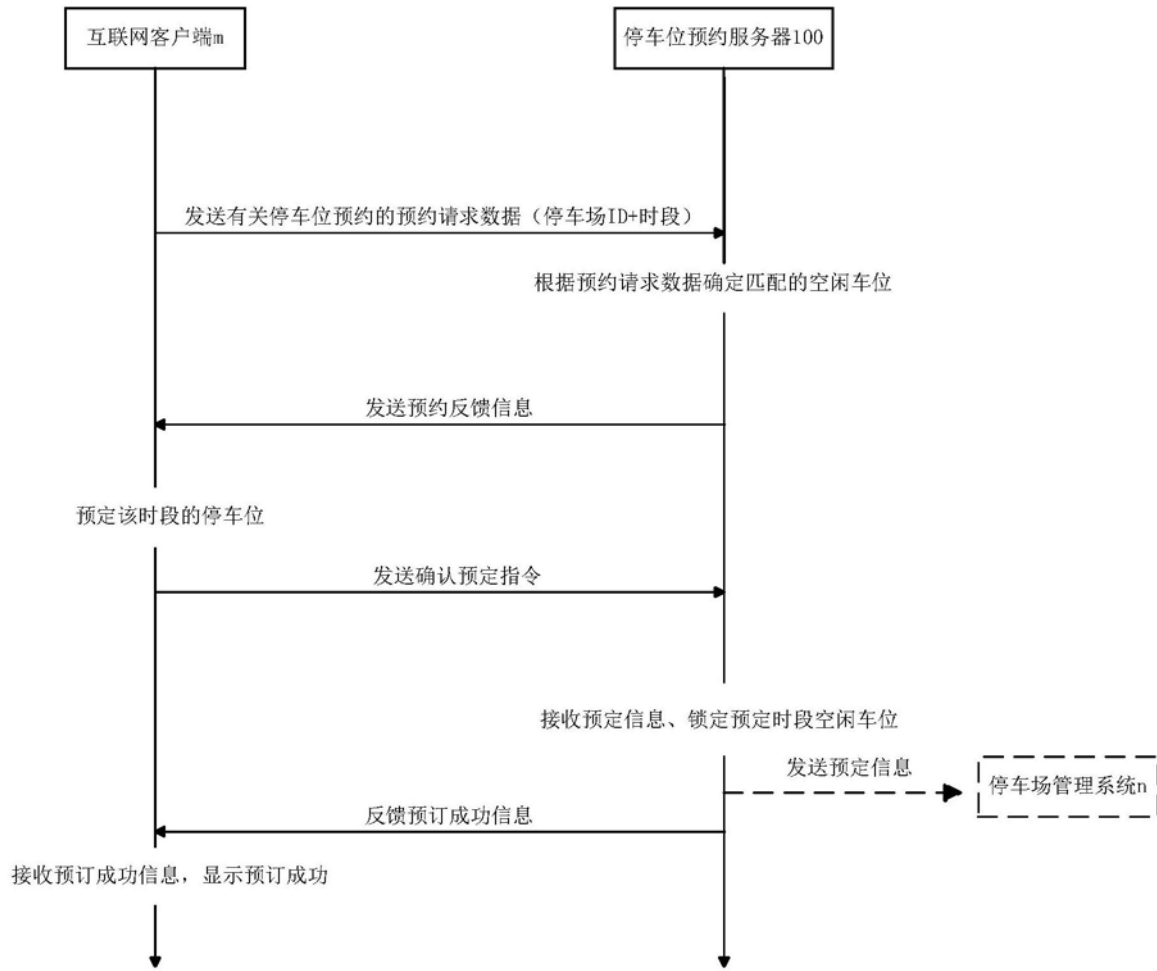 互联网客户端m
停车位预约服务器100
发送有关停车位预约的预约请求数据（停车场ID+时段）
根据预约请求数据确定匹配的空闲车位
发送预约反馈信息
预定该时段的停车位
发送确认预定指令
接收预定信息、锁定预定时段空闲车位
发送预定信息
停车场管理系统n
反馈预订成功信息
接收预订成功信息，显示预订成功